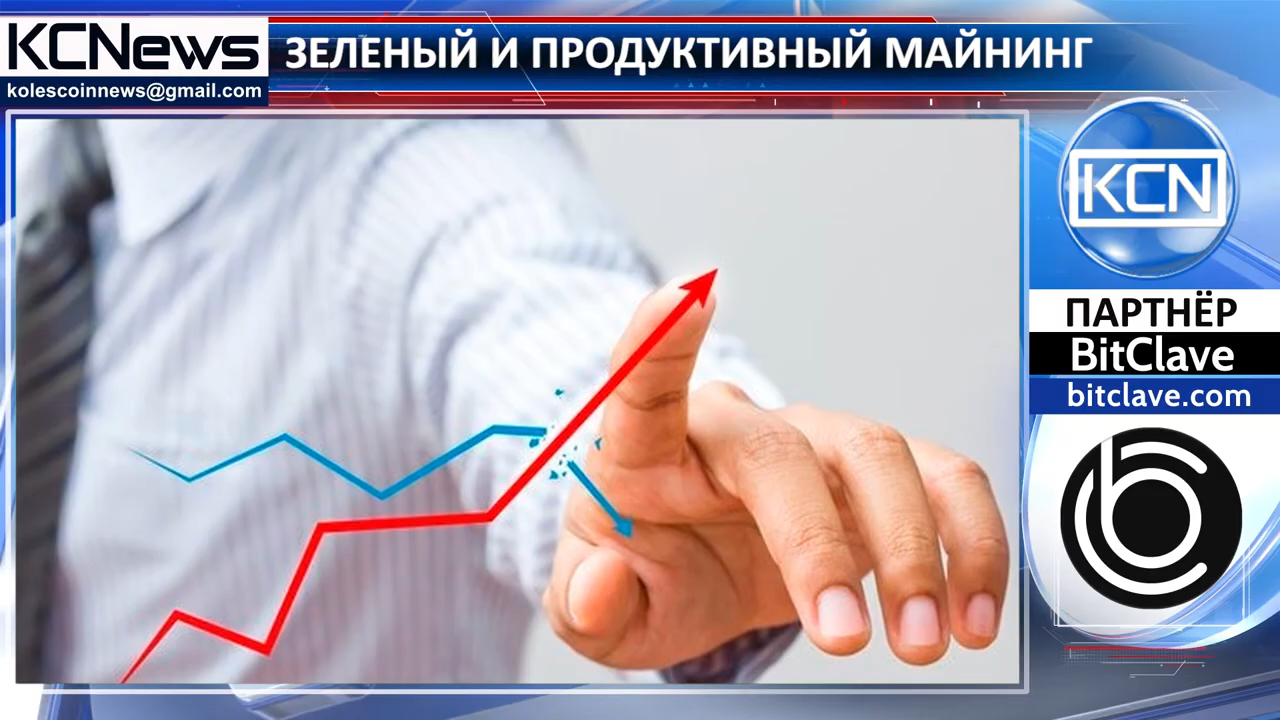 KCNews
kolescoinnews@gmail.com
ЗЕЛЕНЫЙ И ПРОДУКТИВНЫЙ МАЙНИНГ
KCN
ПАРТНЁР
BitClave
bitclave.com